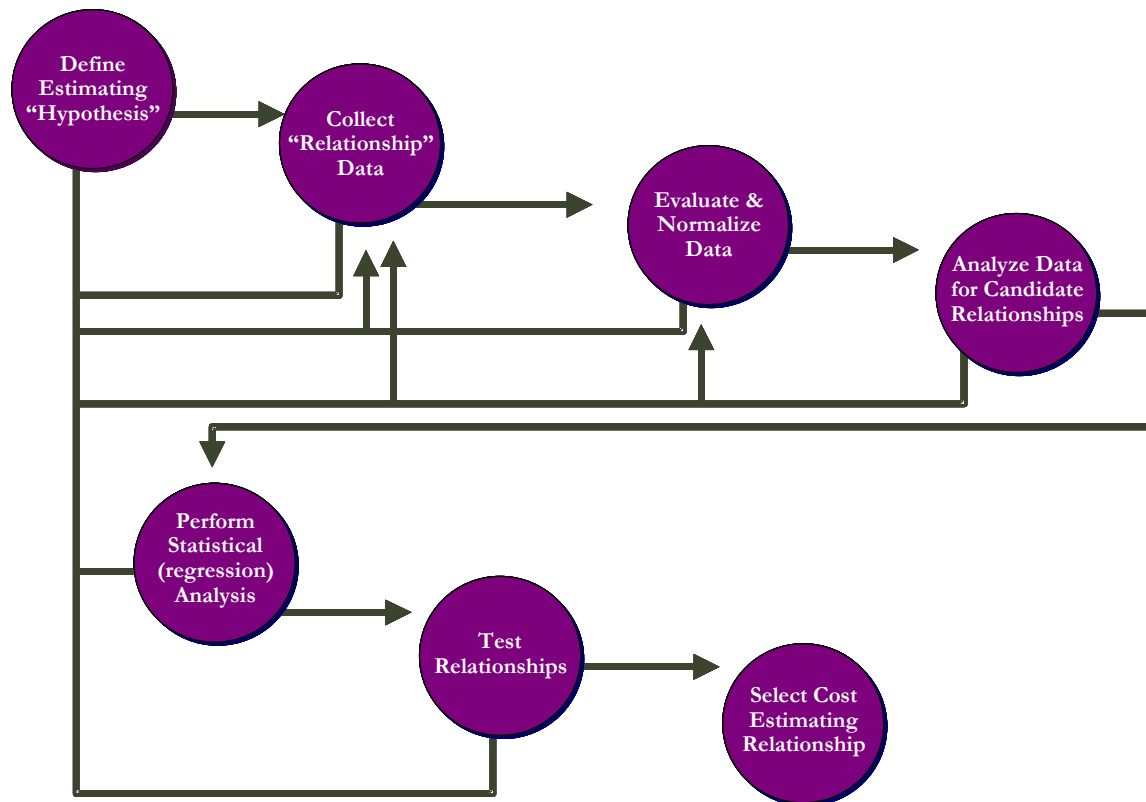 Define
Estimating
“Hypothesis”
Collect
“Relationship”
Data
Evaluate &
Normalize
Data
Analyze Data
for Candidate
Relationships
Perform
Statistical
(regression)
Analysis
Test
Relationships
Select Cost
Estimating
Relationship